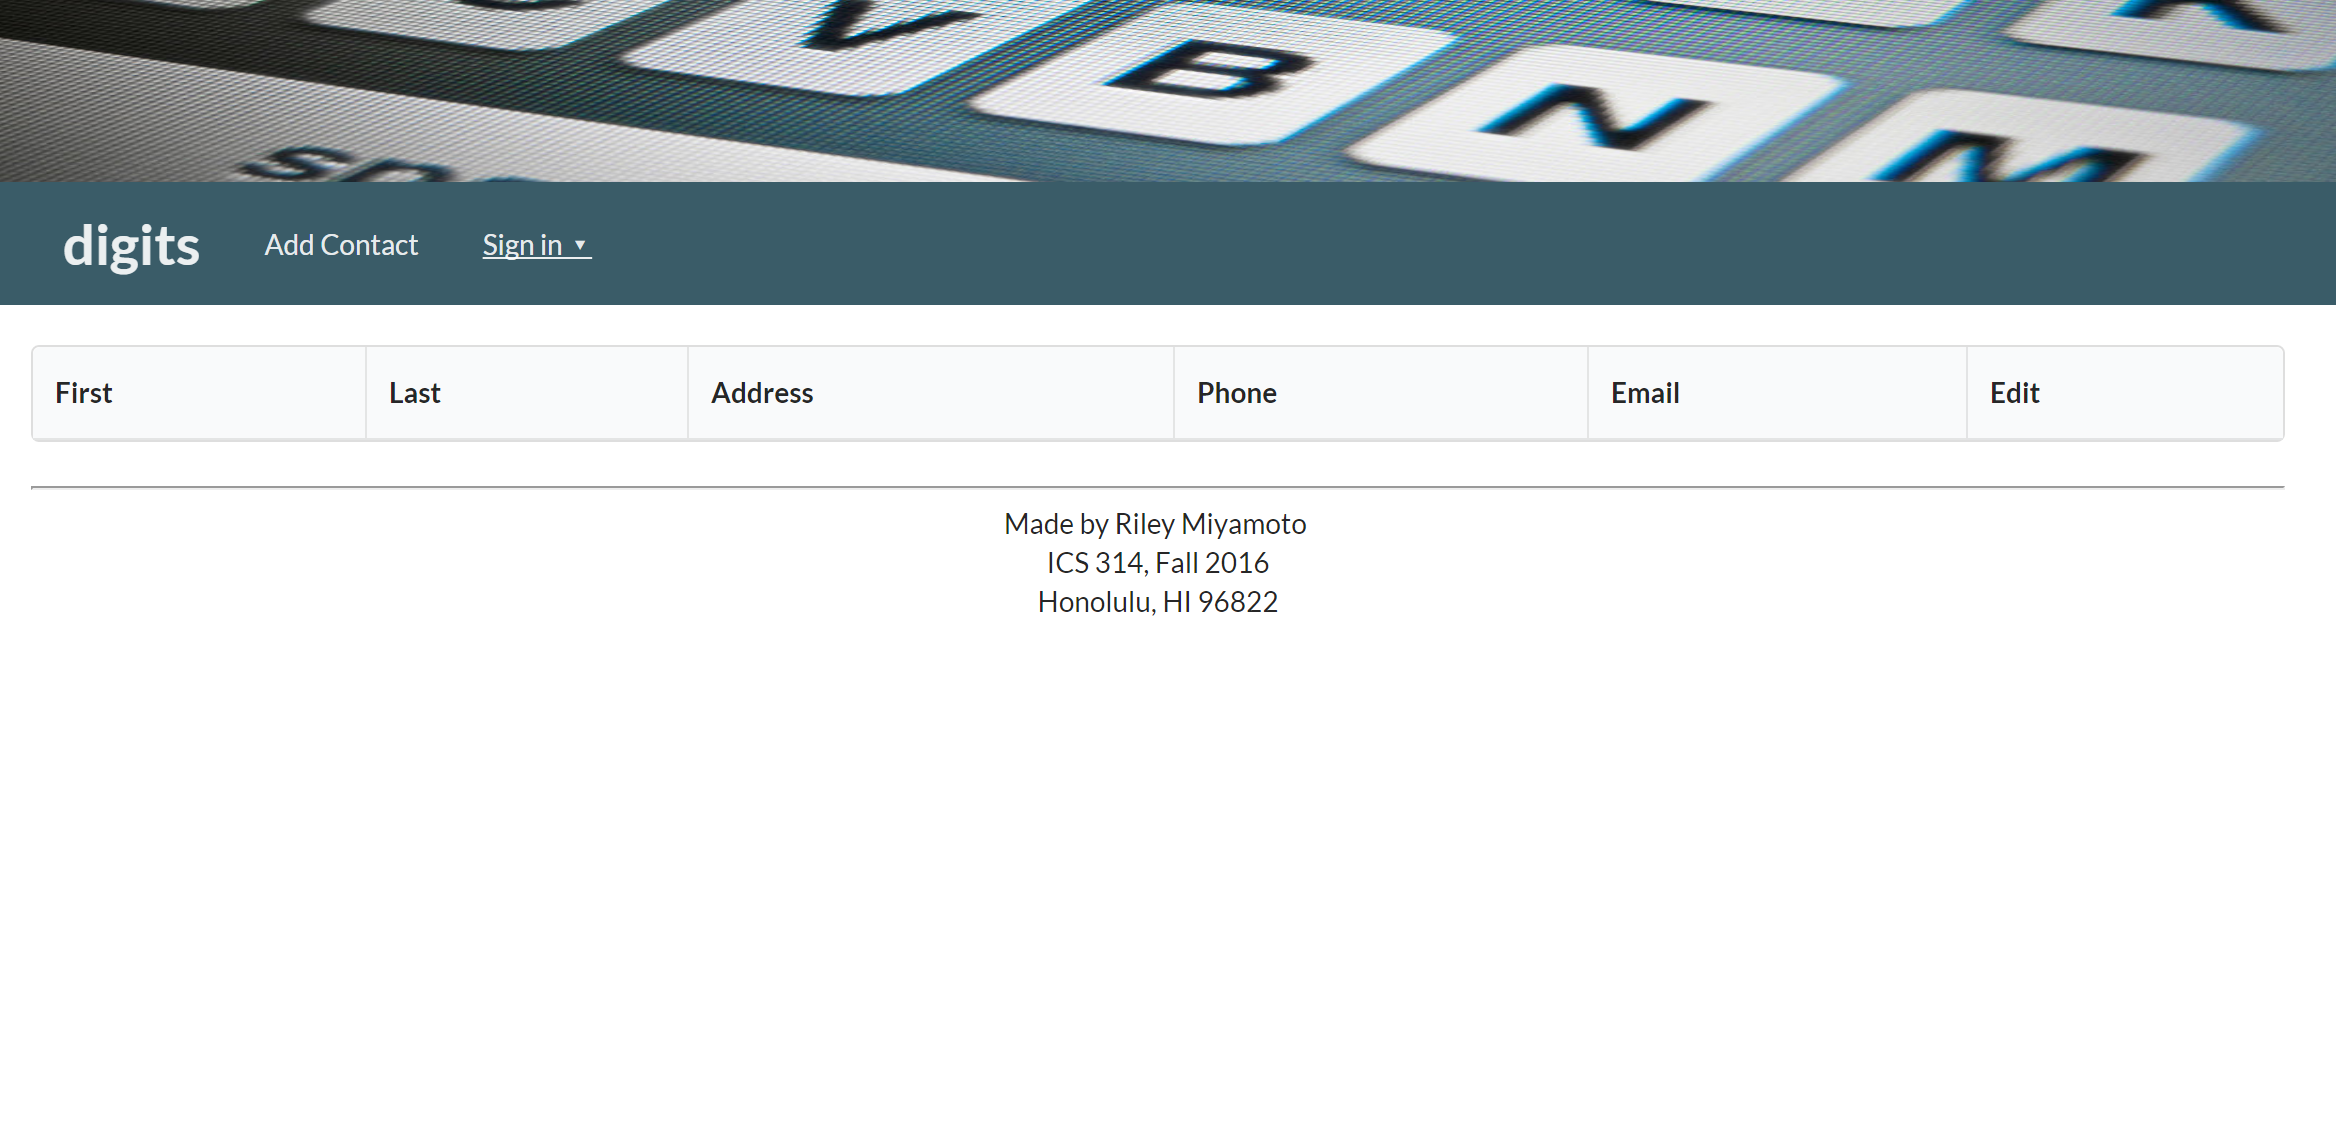 V B N M
sp
digits Add Contact Sign in ▾
First Last Address Phone Email Edit
Made by Riley Miyamoto
ICS 314, Fall 2016
Honolulu, HI 96822